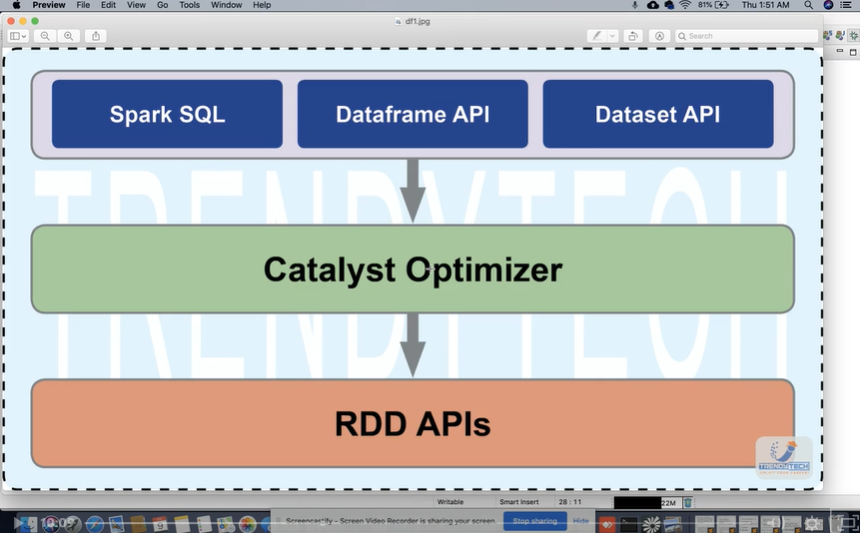 Preview File Edit View Go Tools Window Help
81% Thu 1:51 AM
df1.jpg
Search
Spark SQL
Dataframe API
Dataset API
TRENDYTECH
Catalyst Optimizer
TRENDYTECH
RDD APIs
TRENDYTECH
Writable Smart Insert 28 : 11
22M
Screencastify - Screen Video Recorder is sharing your screen. Stop sharing Hide